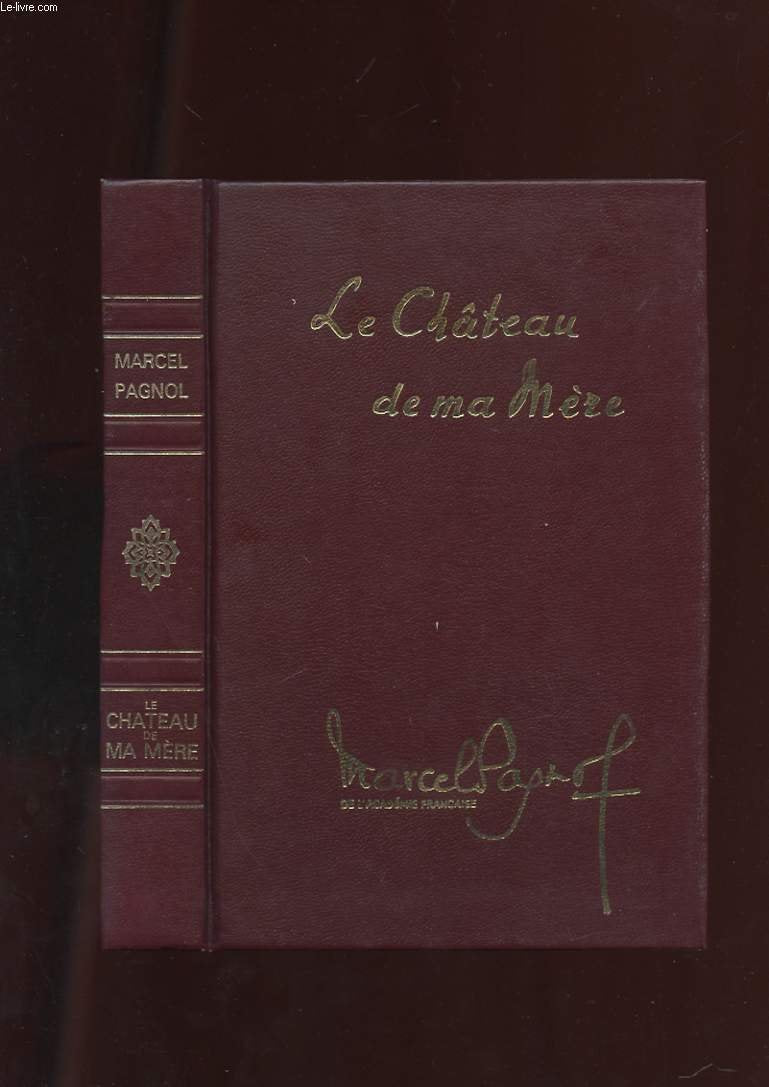 Le-livre.com
MARCEL
PAGNOL
LE
CHATEAU
DE
MA MÈRE
Le Château
de ma Mère
Marcel Pagnol
DE L'ACADÉMIE FRANÇAISE